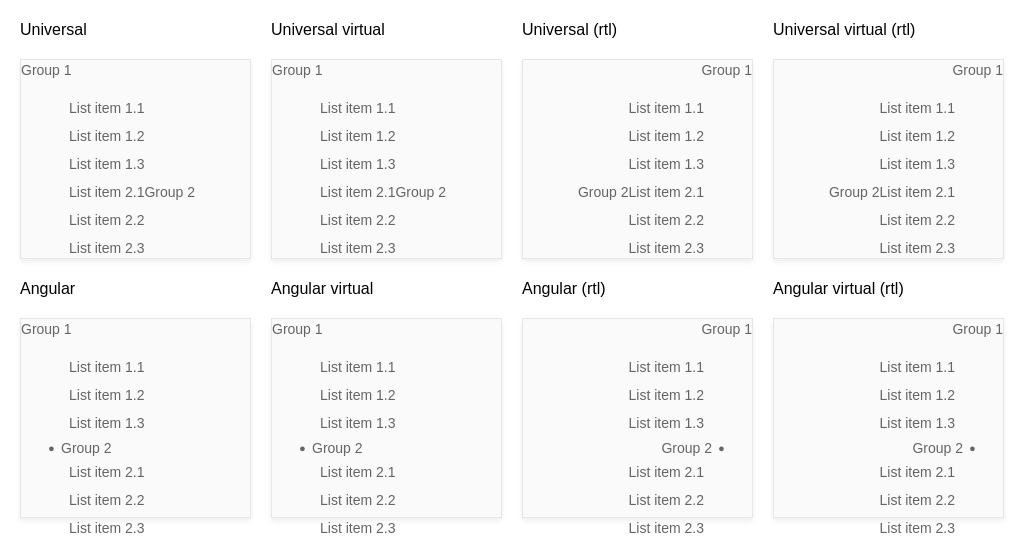 Universal
Group 1
List item 1.1
List item 1.2
List item 1.3
List item 2.1Group 2
List item 2.2
List item 2.3
Universal virtual
Group 1
List item 1.1
List item 1.2
List item 1.3
List item 2.1Group 2
List item 2.2
List item 2.3
Universal (rtl)
Group 1
List item 1.1
List item 1.2
List item 1.3
Group 2List item 2.1
List item 2.2
List item 2.3
Universal virtual (rtl)
Group 1
List item 1.1
List item 1.2
List item 1.3
Group 2List item 2.1
List item 2.2
List item 2.3
Angular
Group 1
List item 1.1
List item 1.2
List item 1.3
• Group 2
List item 2.1
List item 2.2
List item 2.3
Angular virtual
Group 1
List item 1.1
List item 1.2
List item 1.3
• Group 2
List item 2.1
List item 2.2
List item 2.3
Angular (rtl)
Group 1
List item 1.1
List item 1.2
List item 1.3
Group 2 •
List item 2.1
List item 2.2
List item 2.3
Angular virtual (rtl)
Group 1
List item 1.1
List item 1.2
List item 1.3
Group 2 •
List item 2.1
List item 2.2
List item 2.3